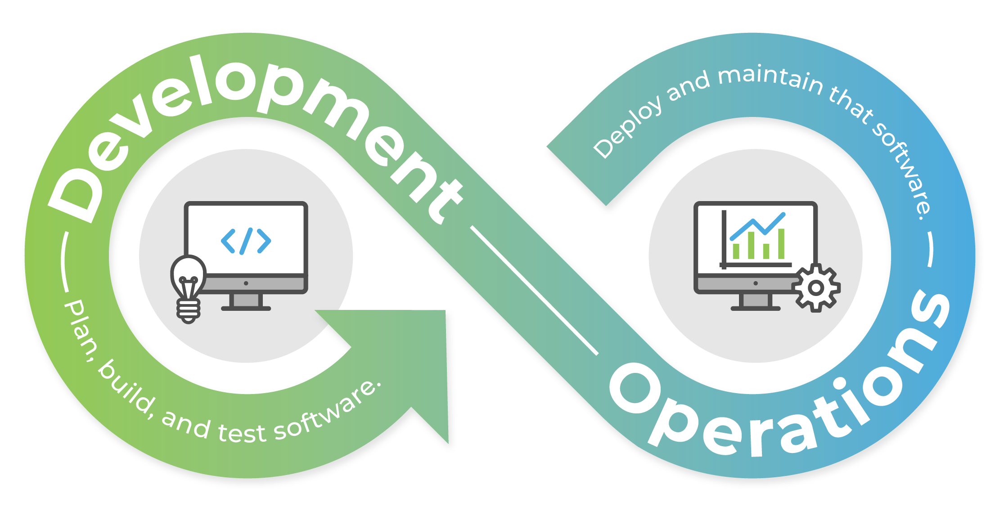 Development
Plan, build, and test software.
</>
Operations
Deploy and maintain that software.